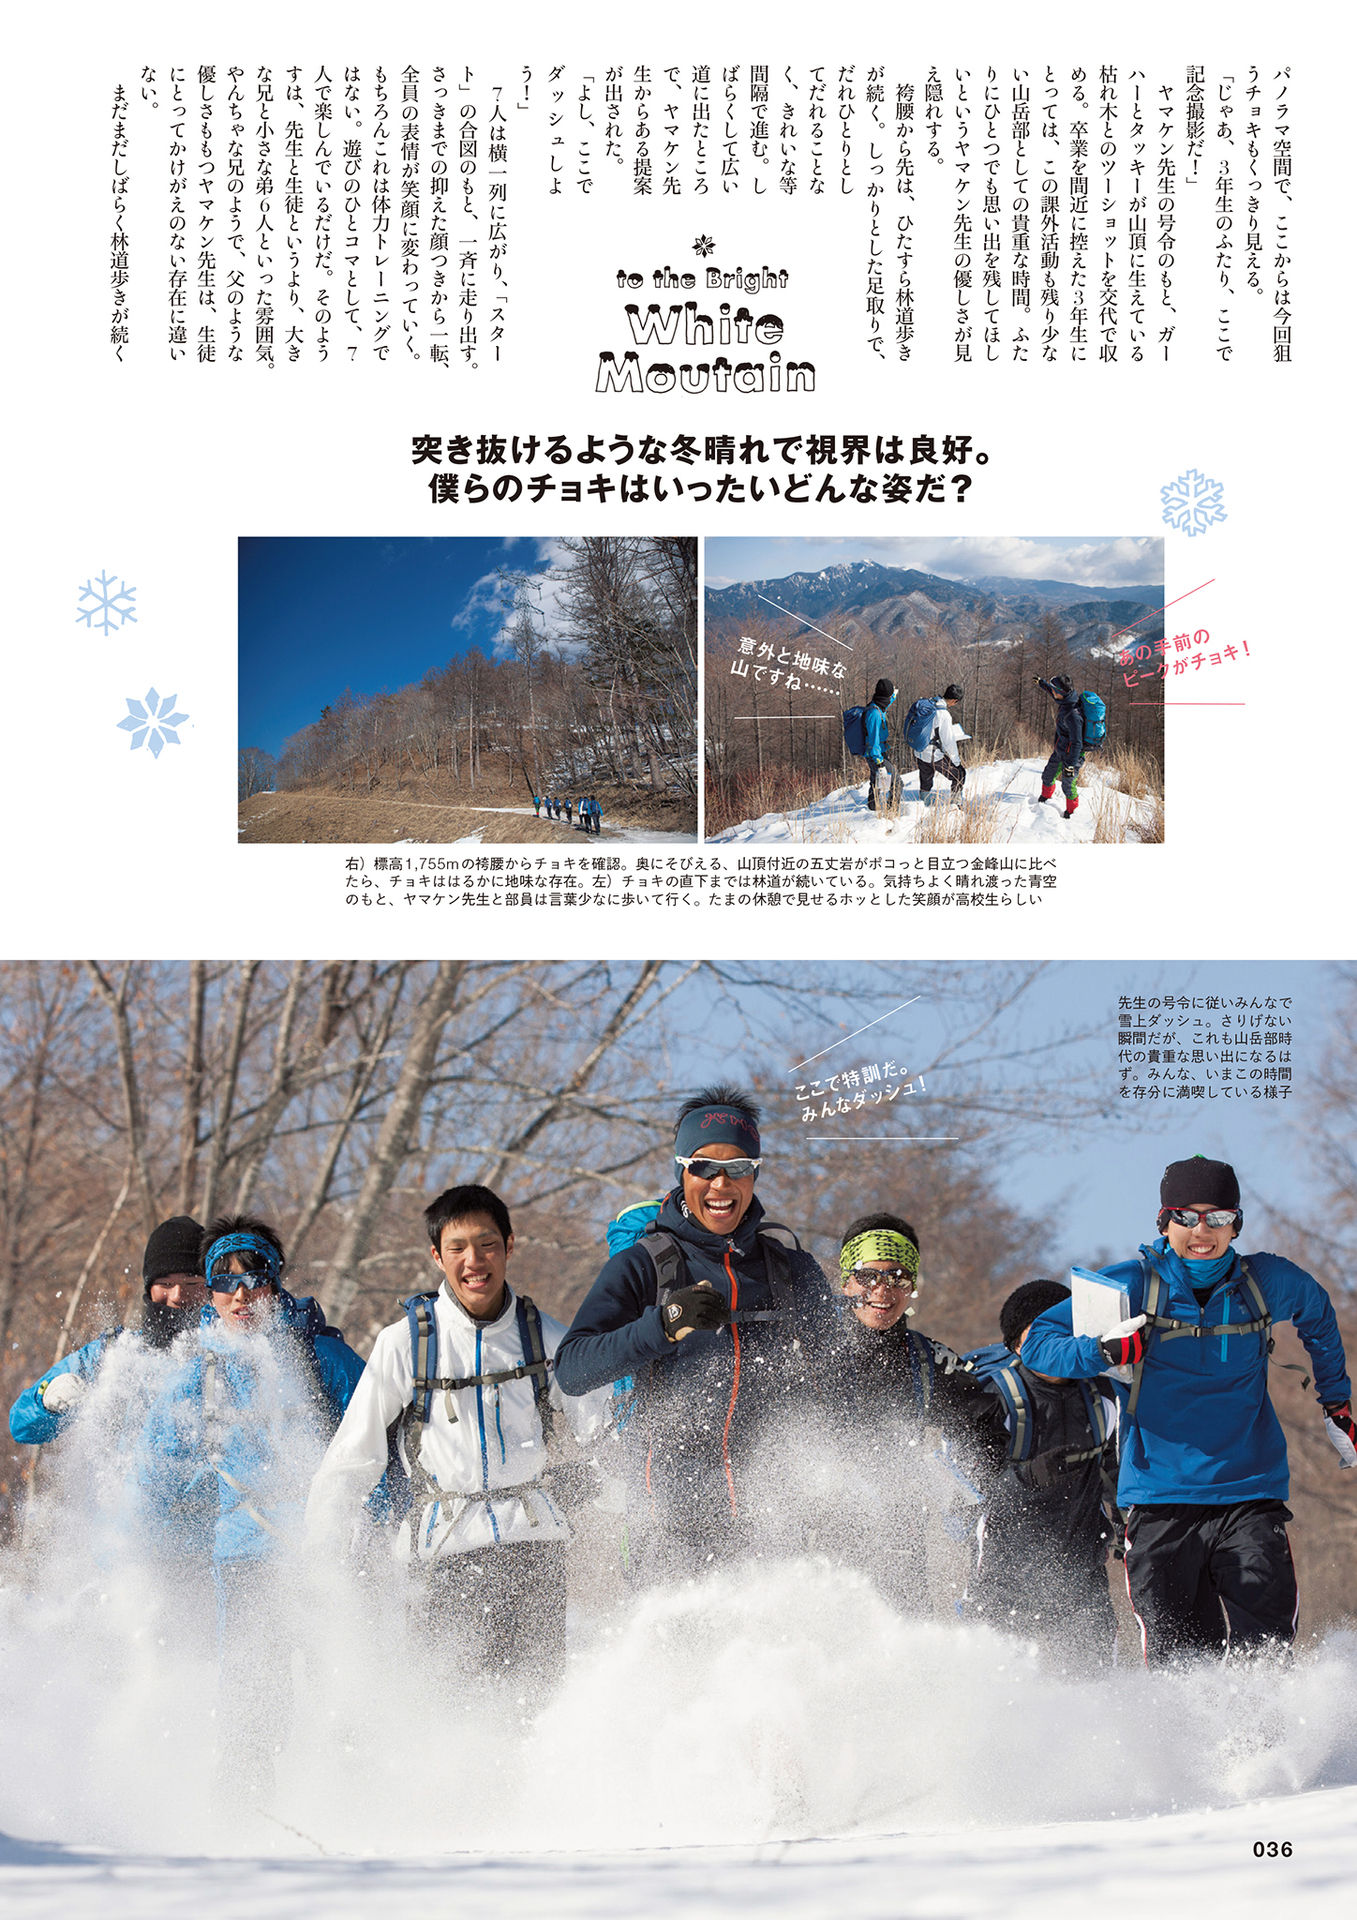 パノラマ空間で、ここからは今回狙
うチョキもくっきり見える。
「じゃあ、3年生のふたり、ここで
記念撮影だ！」
ヤマケン先生の号令のもと、ガー
ハーとタッキーが山頂に生えている
枯れ木とのツーショットを交代で収
める。卒業を間近に控えた3年生に
とっては、この課外活動も残り少な
い山岳部としての貴重な時間。ふた
りにひとつでも思い出を残してほし
いというヤマケン先生の優しさが見
え隠れする。
袴腰から先は、ひたすら林道歩き
が続く。しっかりとした足取りで、
だれひとりとし
てだれることな
く、きれいな等
間隔で進む。し
ばらくして広い
道に出たところ
で、ヤマケン先
生からある提案
が出された。
「よし、ここで
ダッシュしよ
う！」
7人は横一列に広がり、「スター
ト」の合図のもと、一斉に走り出す。
さっきまでの抑えた顔つきから一転、
全員の表情が笑顔に変わっていく。
もちろんこれは体力トレーニングで
はない。遊びのひとコマとして、7
人で楽しんでいるだけだ。そのよう
すは、先生と生徒というより、大き
な兄と小さな弟6人といった雰囲気。
やんちゃな兄のようで、父のような
優しさももつヤマケン先生は、生徒
にとってかけがえのない存在に違い
ない。
まだまだしばらく林道歩きが続く
to the Bright
White
Moutain
突き抜けるような冬晴れで視界は良好。
僕らのチョキはいったいどんな姿だ？
意外と地味な
山ですね……
あの手前の
ピークがチョキ！
右）標高1,755mの袴腰からチョキを確認。奥にそびえる、山頂付近の五丈岩がポコっと目立つ金峰山に比べ
たら、チョキははるかに地味な存在。左）チョキの直下までは林道が続いている。気持ちよく晴れ渡った青空
のもと、ヤマケン先生と部員は言葉少なに歩いて行く。たまの休憩で見せるホッとした笑顔が高校生らしい
先生の号令に従いみんなで
雪上ダッシュ。さりげない
瞬間だが、これも山岳部時
代の貴重な思い出になるは
ず。みんな、いまこの時間
を存分に満喫している様子
ここで特訓だ。
みんなダッシュ！
036